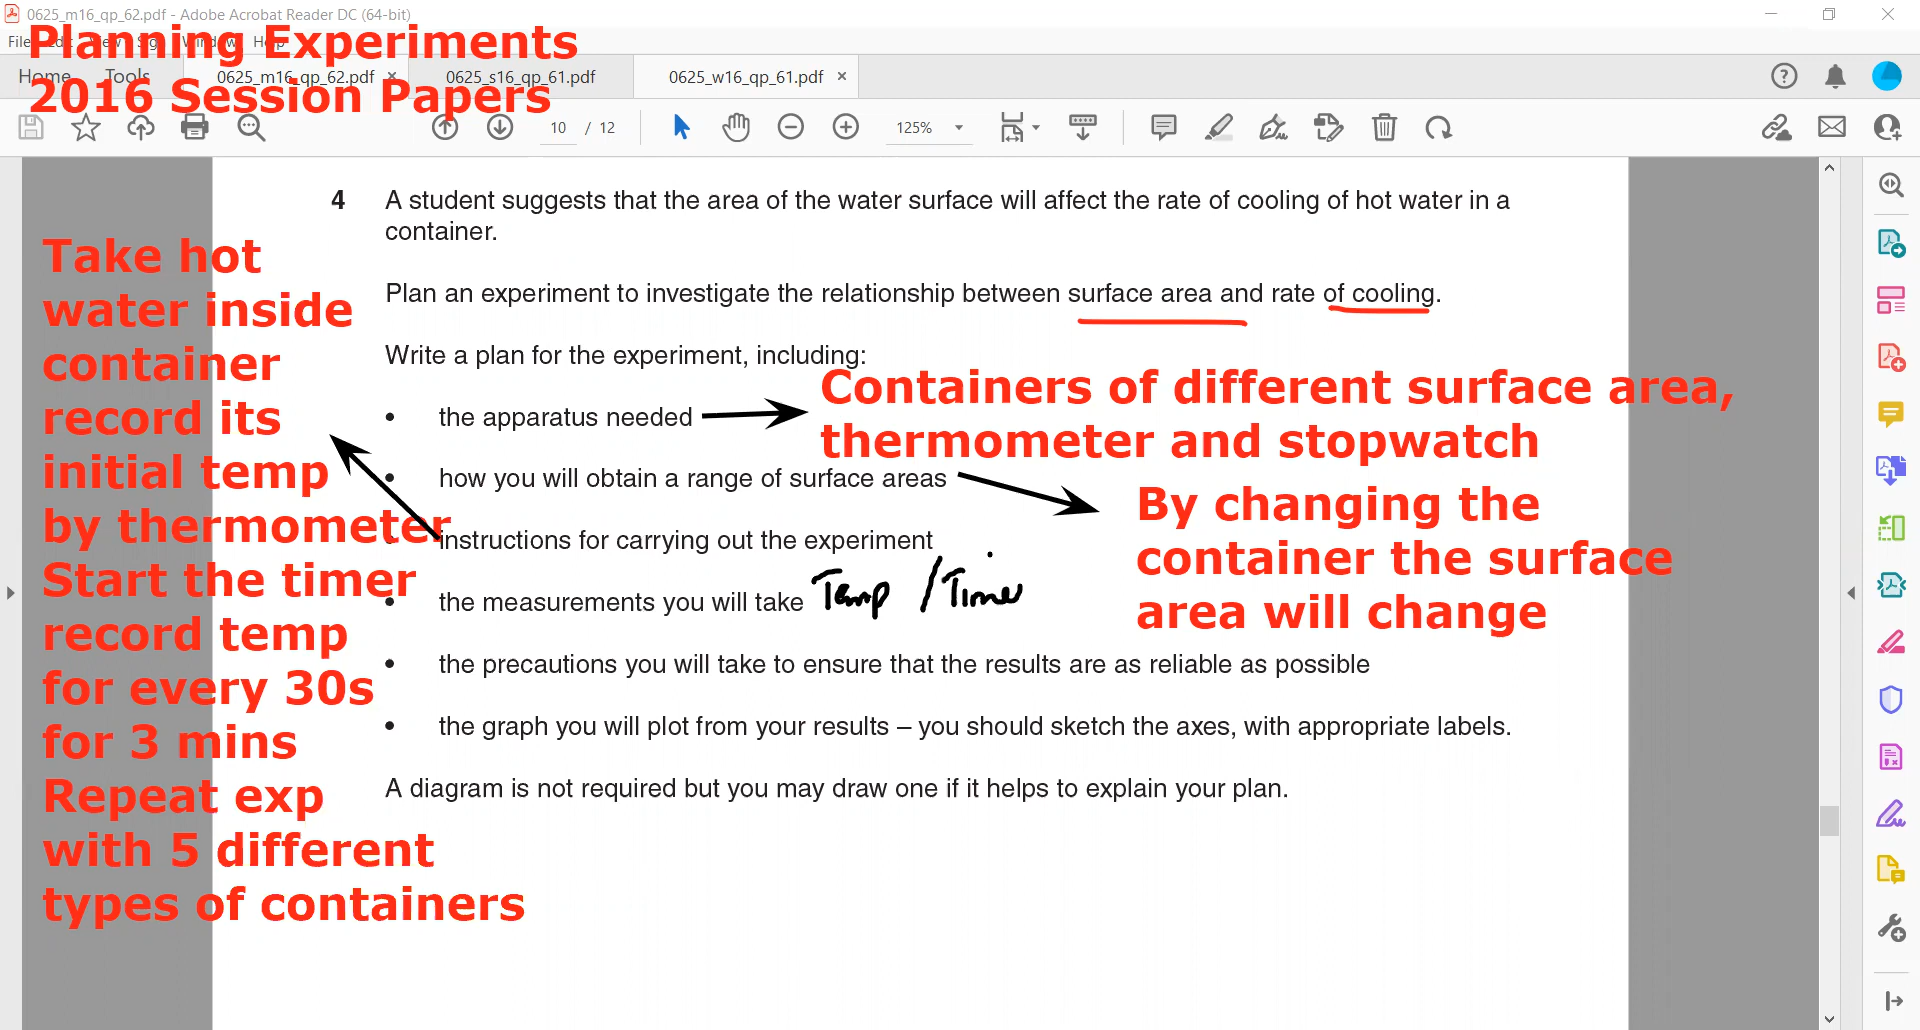 0625_m16_qp_62.pdf - Adobe Acrobat Reader DC (64-bit)
File Edit View Sign Window Help
Planning Experiments
Home Tools 0625_m16_qp_62.pdf × 0625_s16_qp_61.pdf 0625_w16_qp_61.pdf ×
2016 Session Papers
10 / 12 125%
4 A student suggests that the area of the water surface will affect the rate of cooling of hot water in a
container.
Plan an experiment to investigate the relationship between surface area and rate of cooling.
Write a plan for the experiment, including:
• the apparatus needed
• how you will obtain a range of surface areas
• instructions for carrying out the experiment
• the measurements you will take Temp / Time
• the precautions you will take to ensure that the results are as reliable as possible
• the graph you will plot from your results – you should sketch the axes, with appropriate labels.
A diagram is not required but you may draw one if it helps to explain your plan.
Take hot
water inside
container
record its
initial temp
by thermometer
Start the timer
record temp
for every 30s
for 3 mins
Repeat exp
with 5 different
types of containers
Containers of different surface area,
thermometer and stopwatch
By changing the
container the surface
area will change